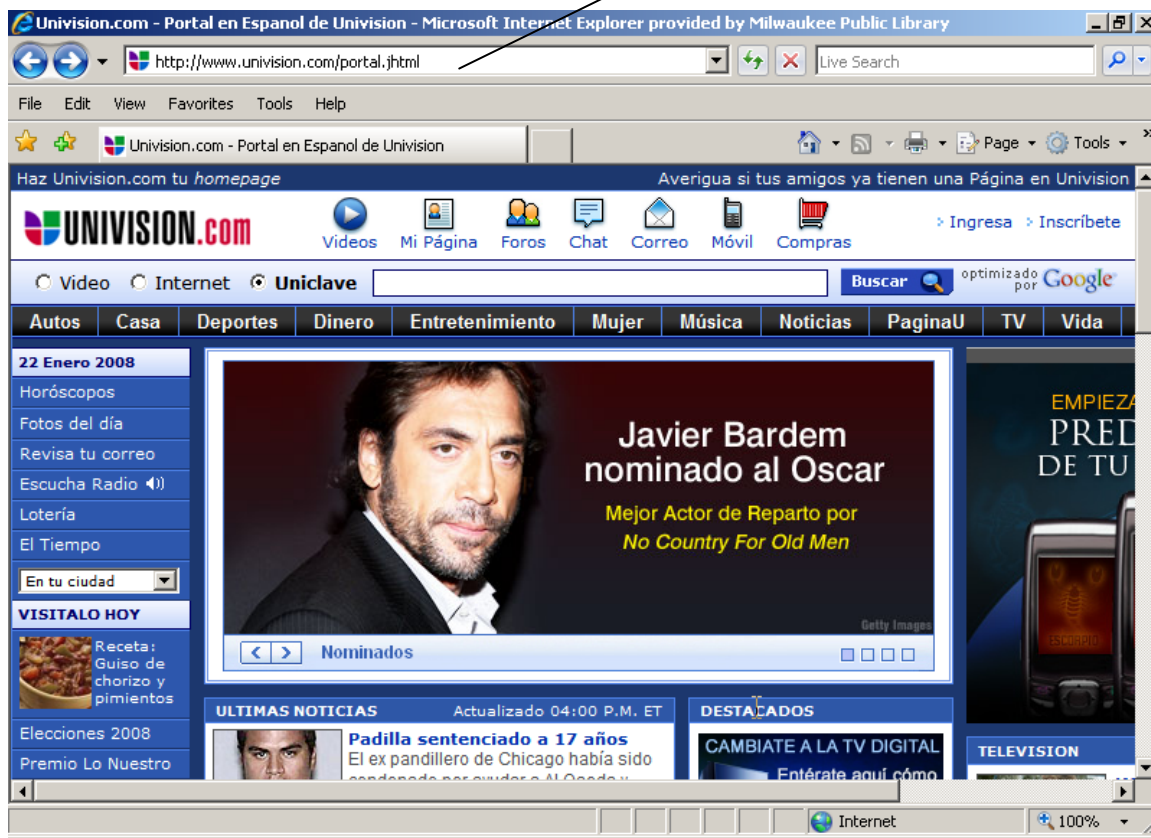 Univision.com - Portal en Espanol de Univision - Microsoft Internet Explorer provided by Milwaukee Public Library
http://www.univision.com/portal.jhtml
Live Search
File Edit View Favorites Tools Help
Univision.com - Portal en Espanol de Univision
Page Tools
Haz Univision.com tu homepage
Averigua si tus amigos ya tienen una Página en Univision
UNIVISION.com
Videos Mi Página Foros Chat Correo Móvil Compras
Ingresa Inscríbete
Video Internet Uniclave
Buscar
optimizado por Google
Autos Casa Deportes Dinero Entretenimiento Mujer Música Noticias PaginaU TV Vida
22 Enero 2008
Horóscopos
Fotos del día
Revisa tu correo
Escucha Radio
Lotería
El Tiempo
En tu ciudad
VISITALO HOY
Receta:
Guiso de
chorizo y
pimientos
Elecciones 2008
Premio Lo Nuestro
Javier Bardem
nominado al Oscar
Mejor Actor de Reparto por
No Country For Old Men
Getty Images
Nominados
ULTIMAS NOTICIAS Actualizado 04:00 P.M. ET
Padilla sentenciado a 17 años
El ex pandillero de Chicago había sido
condenado por ayudar a Al Qaeda y
DESTACADOS
CAMBIATE A LA TV DIGITAL
Entérate aquí cómo
EMPIEZA
PRED
DE TU
ESCORPIO
TELEVISION
Internet
100%